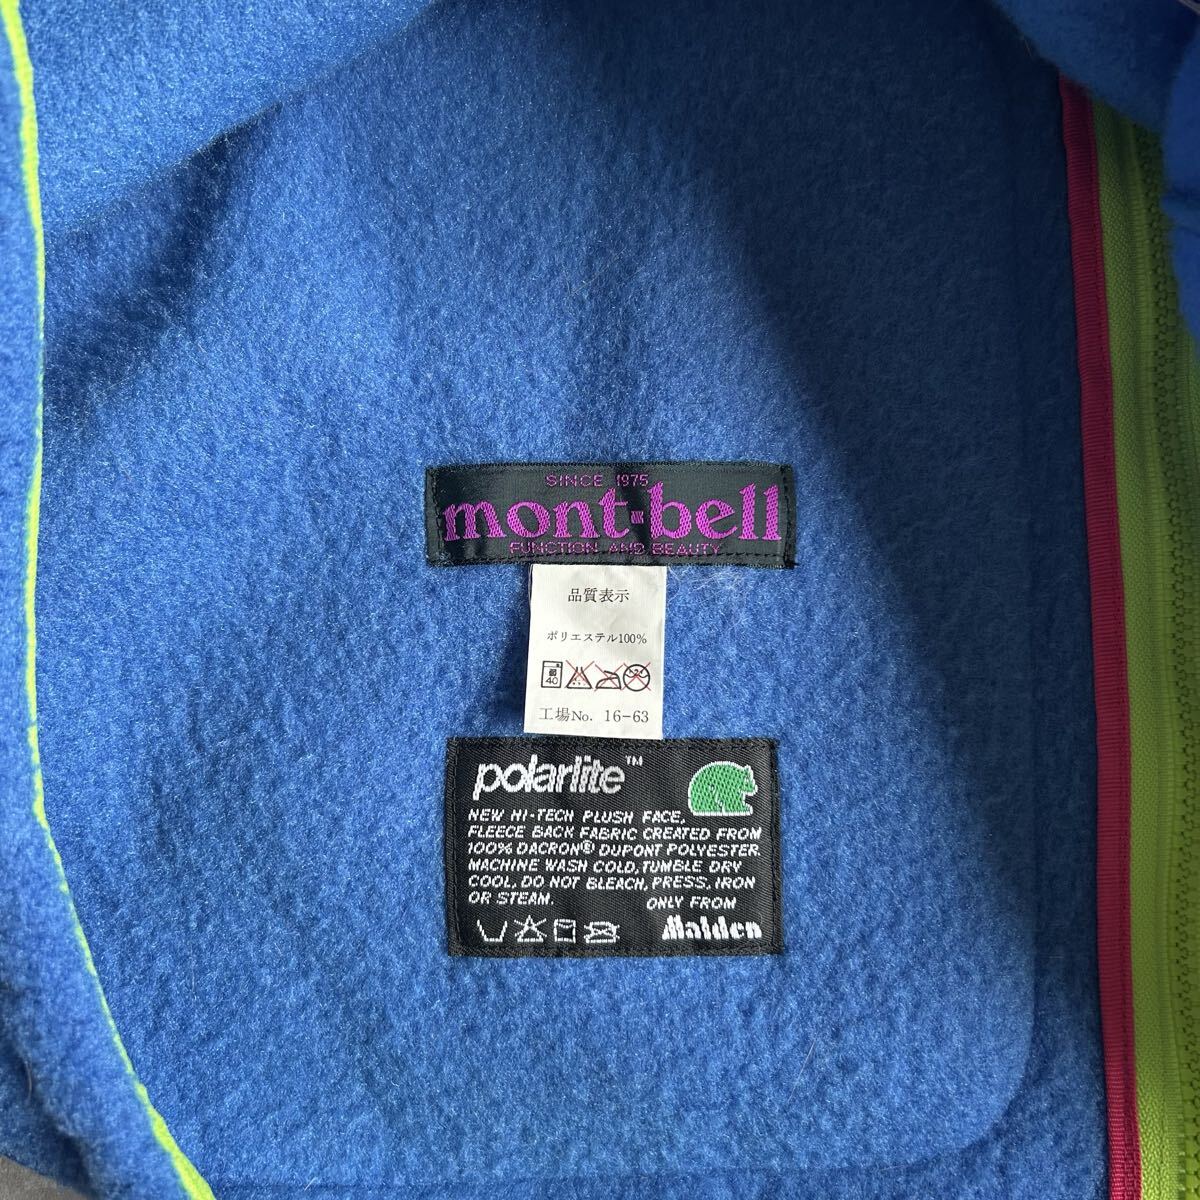 SINCE 1975
mont-bell
FUNCTION AND BEAUTY
品質表示
ポリエステル100%
40
工場No. 16-63
polarlite™
NEW HI-TECH PLUSH FACE,
FLEECE BACK FABRIC CREATED FROM
100% DACRON® DUPONT POLYESTER.
MACHINE WASH COLD, TUMBLE DRY
COOL, DO NOT BLEACH, PRESS, IRON
OR STEAM. ONLY FROM
Malden